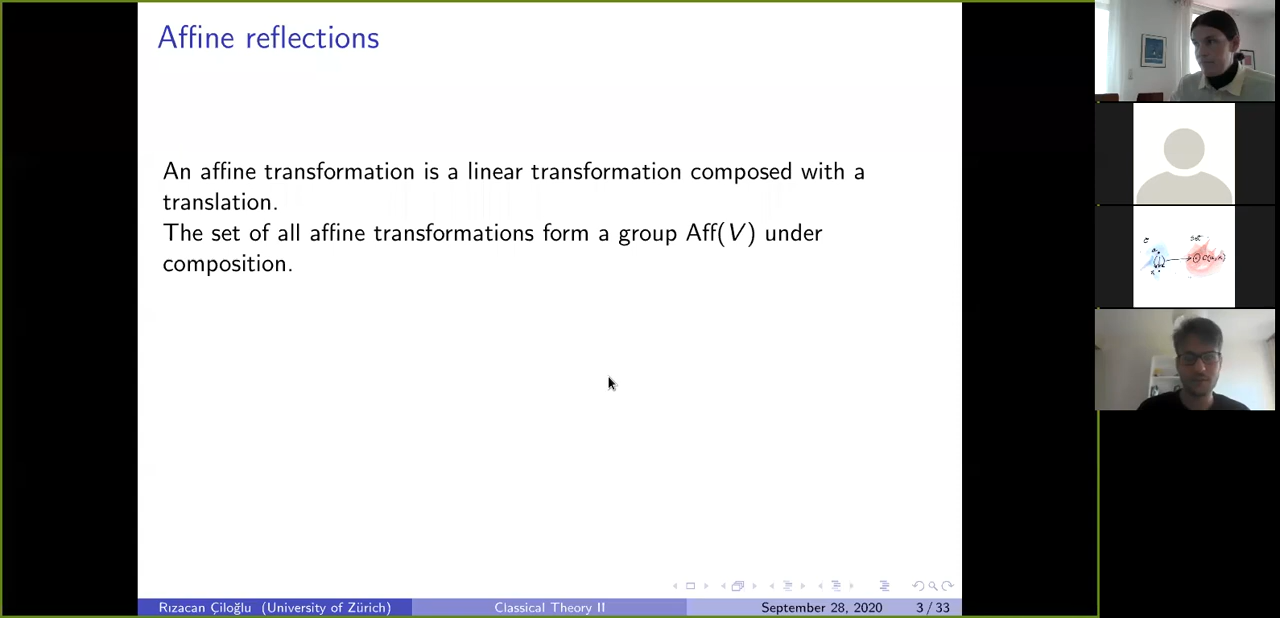 Affine reflections
An affine transformation is a linear transformation composed with a
translation.
The set of all affine transformations form a group Aff(V) under
composition.
Rızacan Çiloğlu (University of Zürich)
Classical Theory II
September 28, 2020
3 / 33